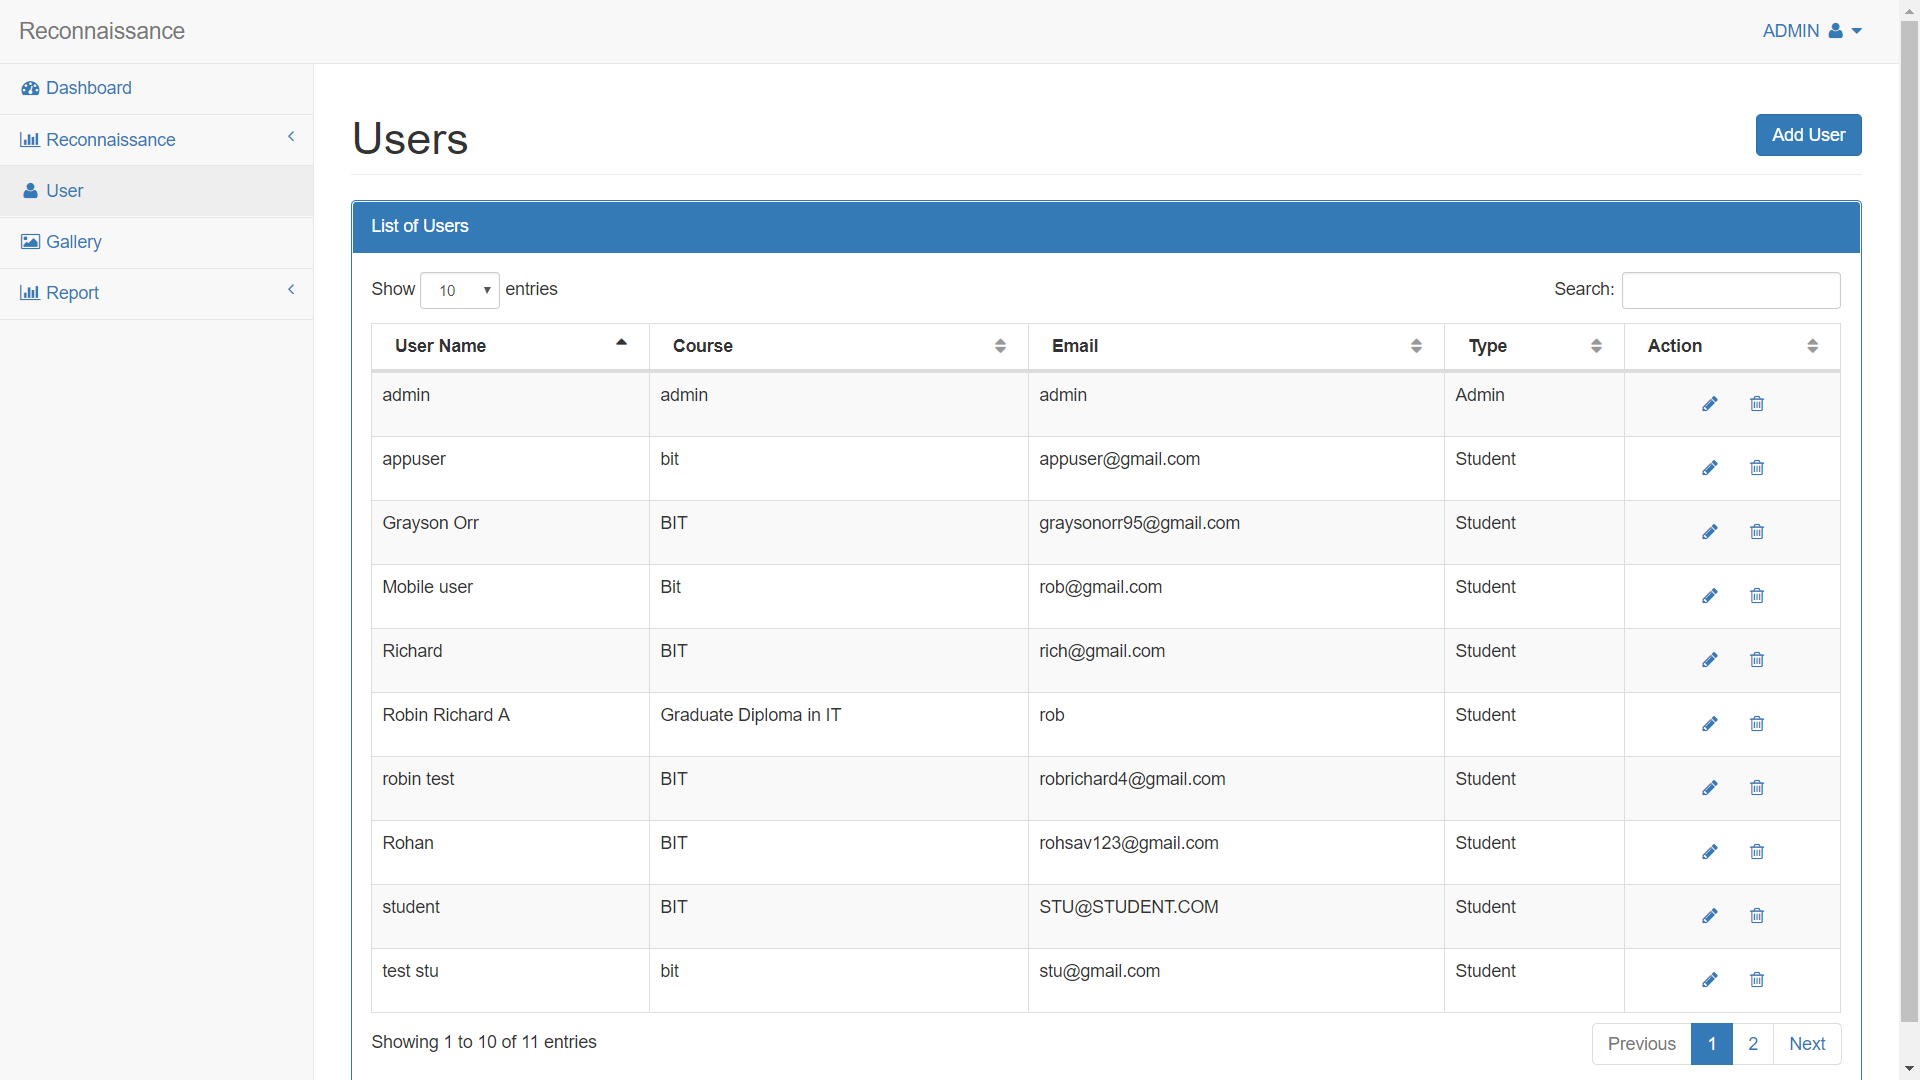 Reconnaissance
ADMIN
Dashboard
Reconnaissance
User
Gallery
Report
Users
Add User
List of Users
Show 10 entries
Search:
User Name Course Email Type Action
admin admin admin Admin
appuser bit appuser@gmail.com Student
Grayson Orr BIT graysonorr95@gmail.com Student
Mobile user Bit rob@gmail.com Student
Richard BIT rich@gmail.com Student
Robin Richard A Graduate Diploma in IT rob Student
robin test BIT robrichard4@gmail.com Student
Rohan BIT rohsav123@gmail.com Student
student BIT STU@STUDENT.COM Student
test stu bit stu@gmail.com Student
Showing 1 to 10 of 11 entries
Previous 1 2 Next